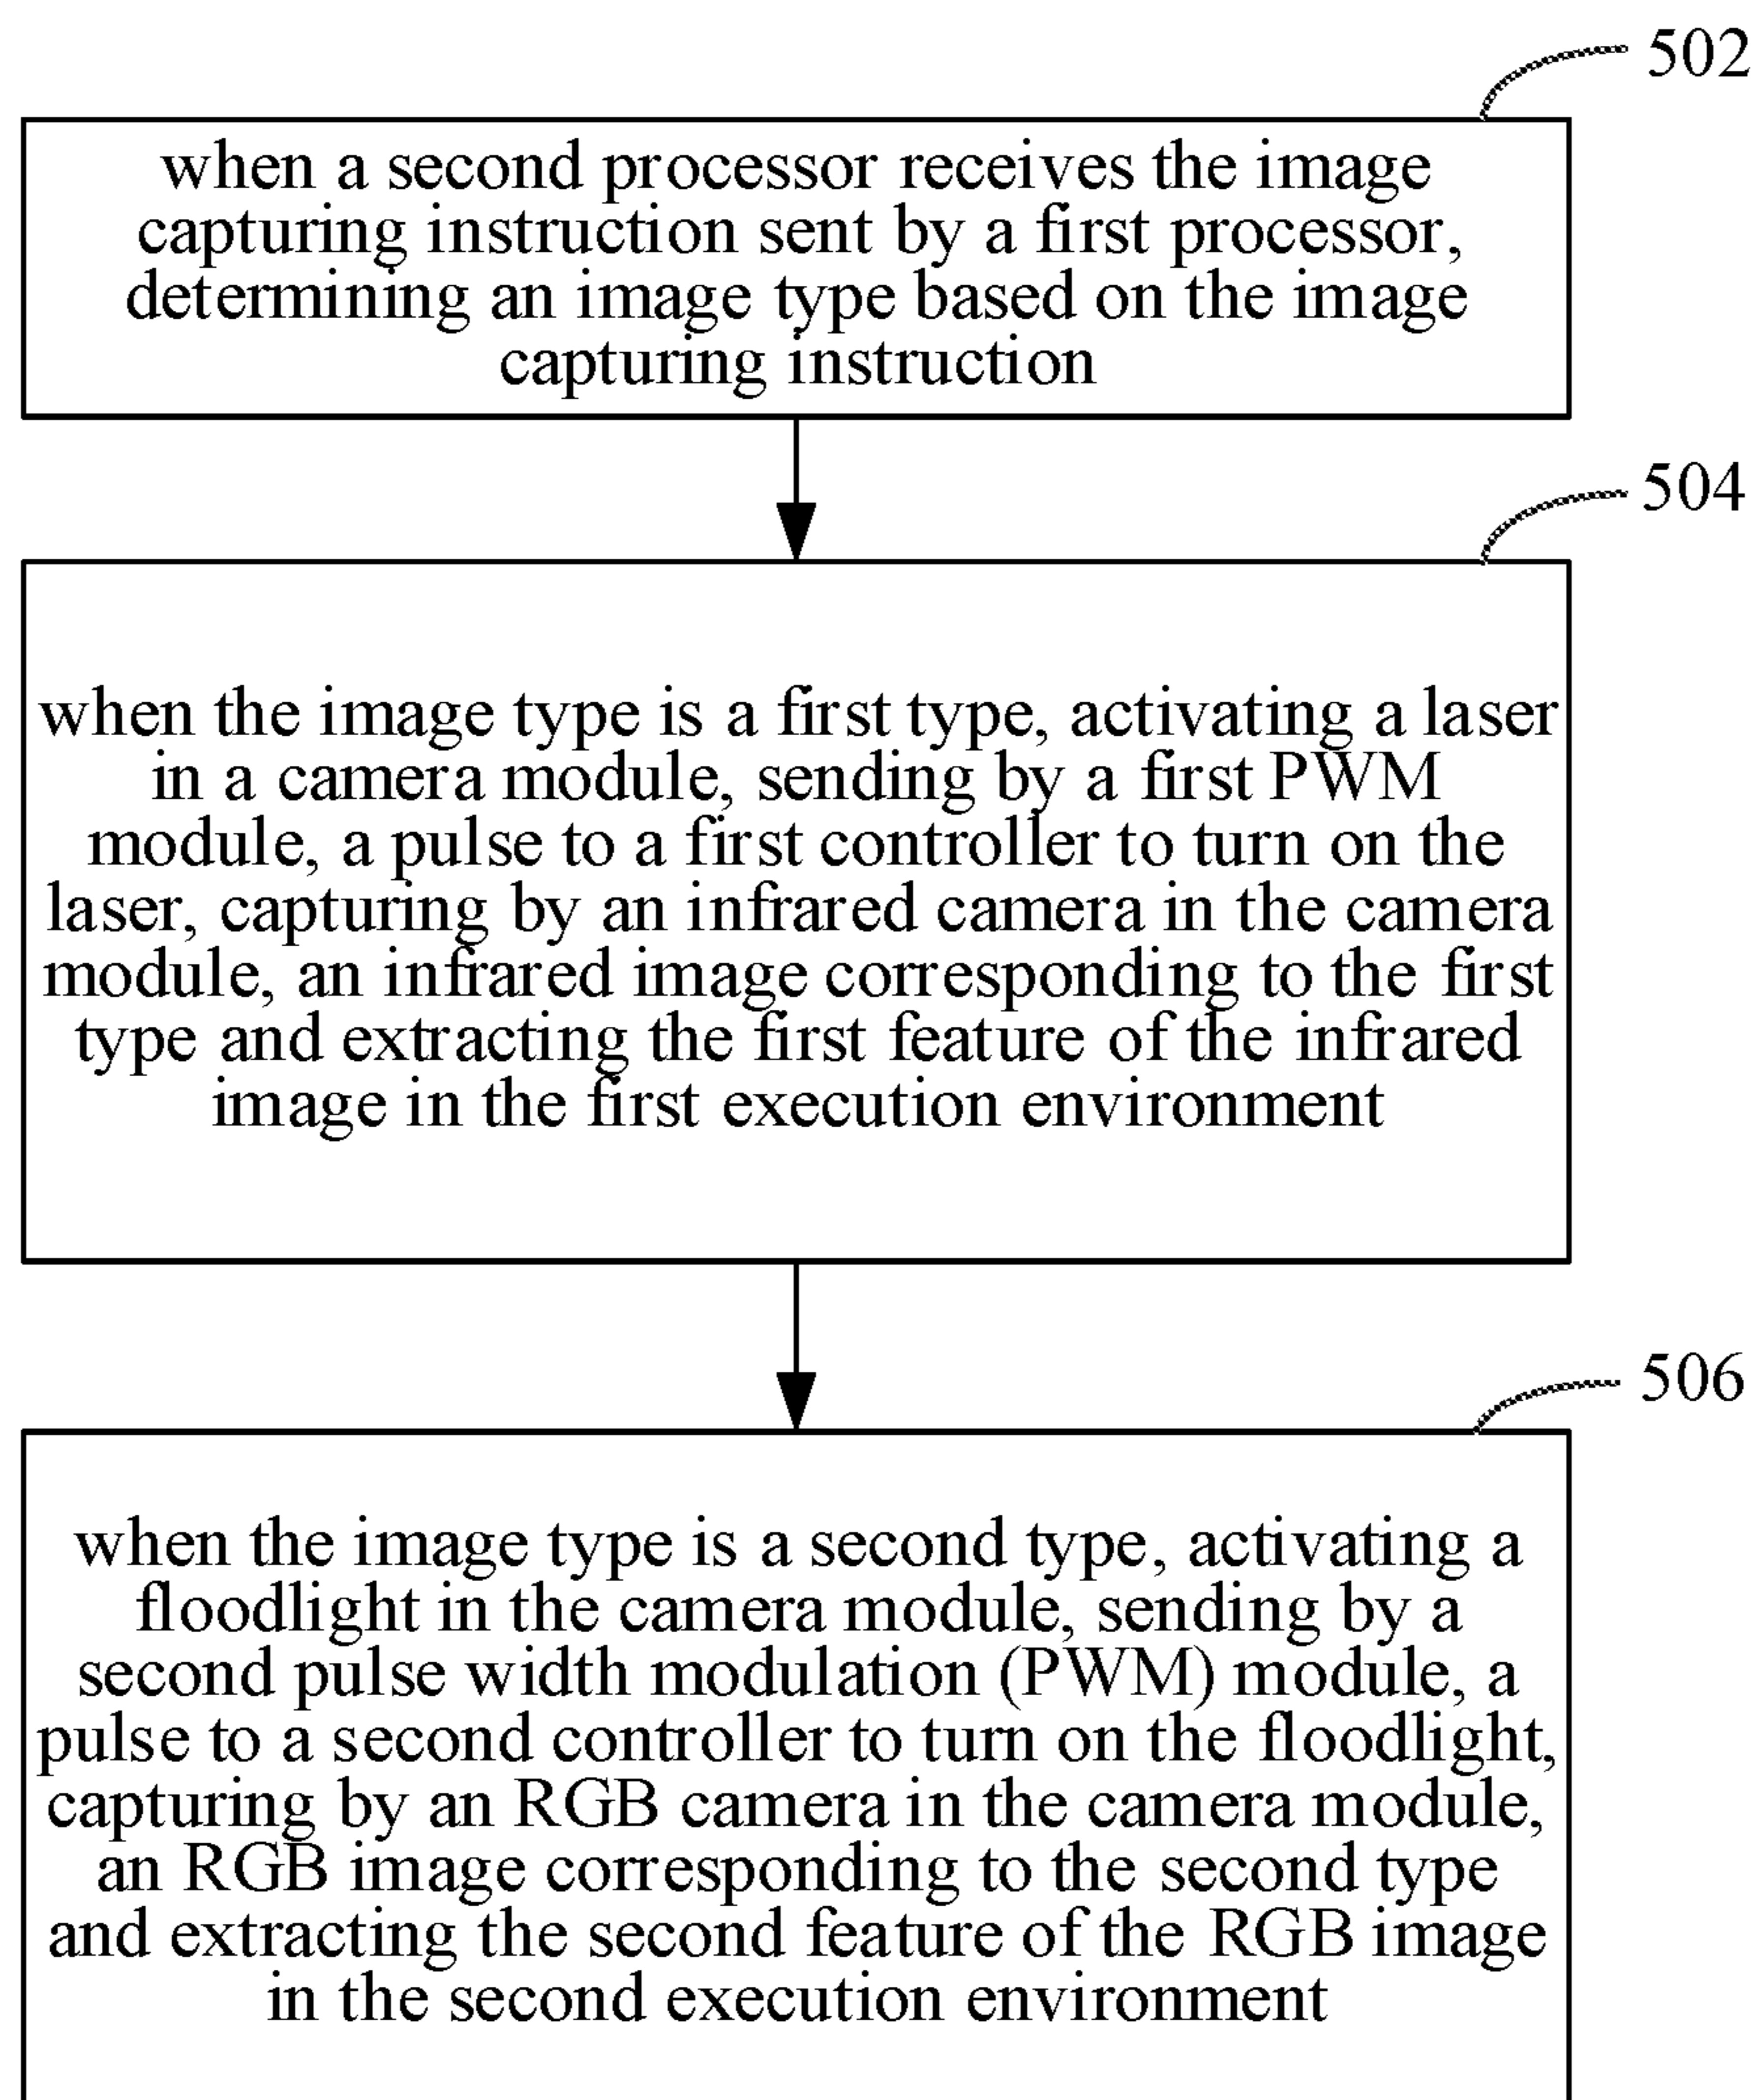 502
when a second processor receives the image
capturing instruction sent by a first processor,
determining an image type based on the image
capturing instruction
504
when the image type is a first type, activating a laser
in a camera module, sending by a first PWM
module, a pulse to a first controller to turn on the
laser, capturing by an infrared camera in the camera
module, an infrared image corresponding to the first
type and extracting the first feature of the infrared
image in the first execution environment
506
when the image type is a second type, activating a
floodlight in the camera module, sending by a
second pulse width modulation (PWM) module, a
pulse to a second controller to turn on the floodlight,
capturing by an RGB camera in the camera module,
an RGB image corresponding to the second type
and extracting the second feature of the RGB image
in the second execution environment